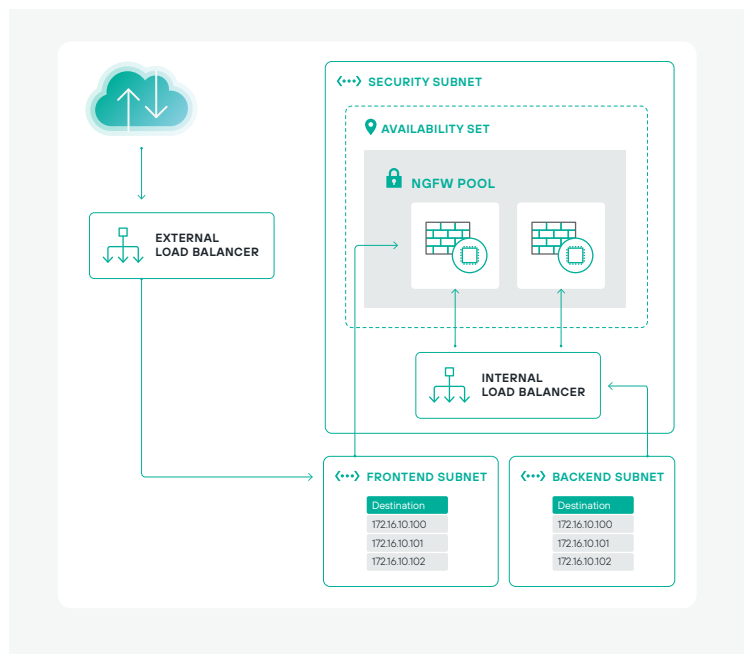 SECURITY SUBNET
AVAILABILITY SET
NGFW POOL
EXTERNAL
LOAD BALANCER
INTERNAL
LOAD BALANCER
FRONTEND SUBNET
Destination
172.16.10.100
172.16.10.101
172.16.10.102
BACKEND SUBNET
Destination
172.16.10.100
172.16.10.101
172.16.10.102